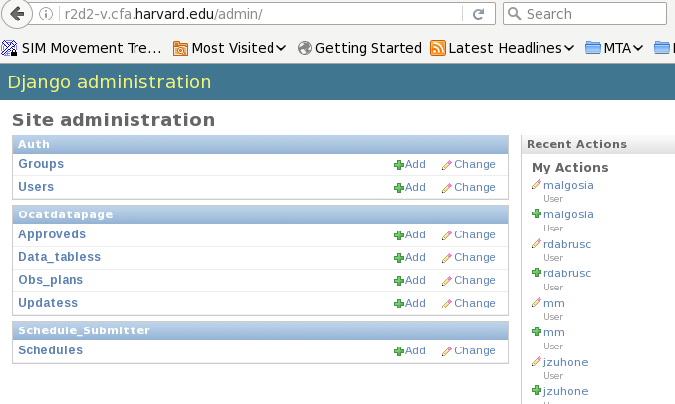 r2d2-v.cfa.harvard.edu/admin/
Search
SIM Movement Tre...
Most Visited
Getting Started
Latest Headlines
MTA
Django administration
Site administration
Auth
Groups Add Change
Users Add Change
Ocatdatapage
Approveds Add Change
Data_tabless Add Change
Obs_plans Add Change
Updatess Add Change
Schedule_Submitter
Schedules Add Change
Recent Actions
My Actions
malgosia
User
malgosia
User
rdabrusc
User
rdabrusc
User
mm
User
mm
User
jzuhone
User
jzuhone